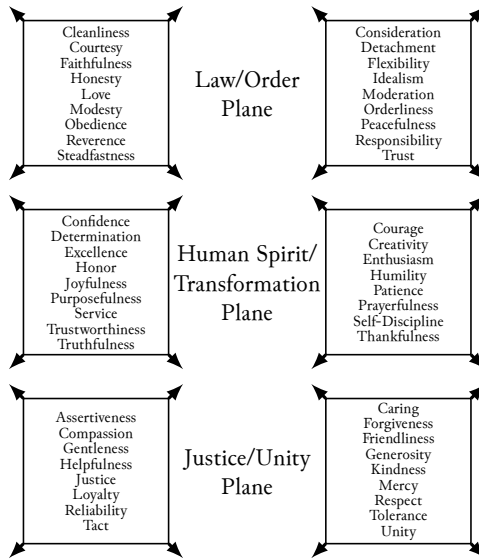 Cleanliness
Courtesy
Faithfulness
Honesty
Love
Modesty
Obedience
Reverence
Steadfastness
Law/Order
Plane
Consideration
Detachment
Flexibility
Idealism
Moderation
Orderliness
Peacefulness
Responsibility
Trust
Confidence
Determination
Excellence
Honor
Joyfulness
Purposefulness
Service
Trustworthiness
Truthfulness
Human Spirit/
Transformation
Plane
Courage
Creativity
Enthusiasm
Humility
Patience
Prayerfulness
Self-Discipline
Thankfulness
Assertiveness
Compassion
Gentleness
Helpfulness
Justice
Loyalty
Reliability
Tact
Justice/Unity
Plane
Caring
Forgiveness
Friendliness
Generosity
Kindness
Mercy
Respect
Tolerance
Unity